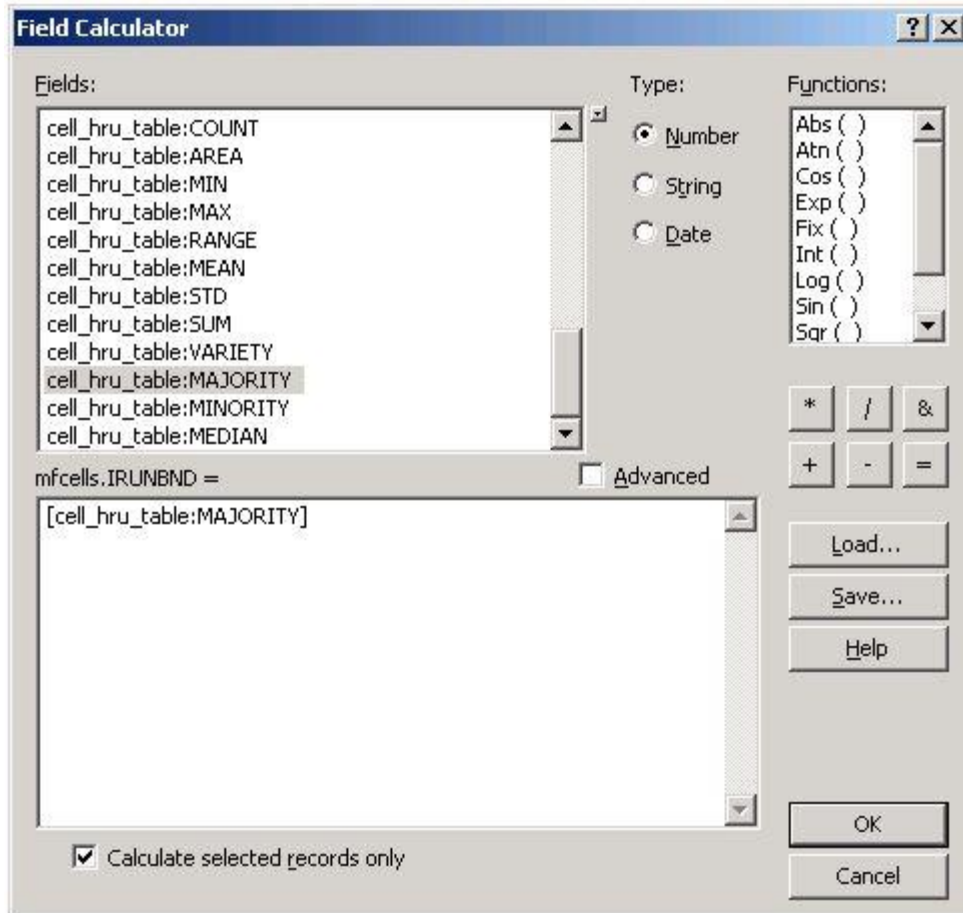 Field Calculator
Fields:
cell_hru_table:COUNT
cell_hru_table:AREA
cell_hru_table:MIN
cell_hru_table:MAX
cell_hru_table:RANGE
cell_hru_table:MEAN
cell_hru_table:STD
cell_hru_table:SUM
cell_hru_table:VARIETY
cell_hru_table:MAJORITY
cell_hru_table:MINORITY
cell_hru_table:MEDIAN
Type:
Number
String
Date
Functions:
Abs ( )
Atn ( )
Cos ( )
Exp ( )
Fix ( )
Int ( )
Log ( )
Sin ( )
Sqr ( )
* / &
+ - =
mfcells.IRUNBND =
Advanced
[cell_hru_table:MAJORITY]
Load...
Save...
Help
Calculate selected records only
OK
Cancel